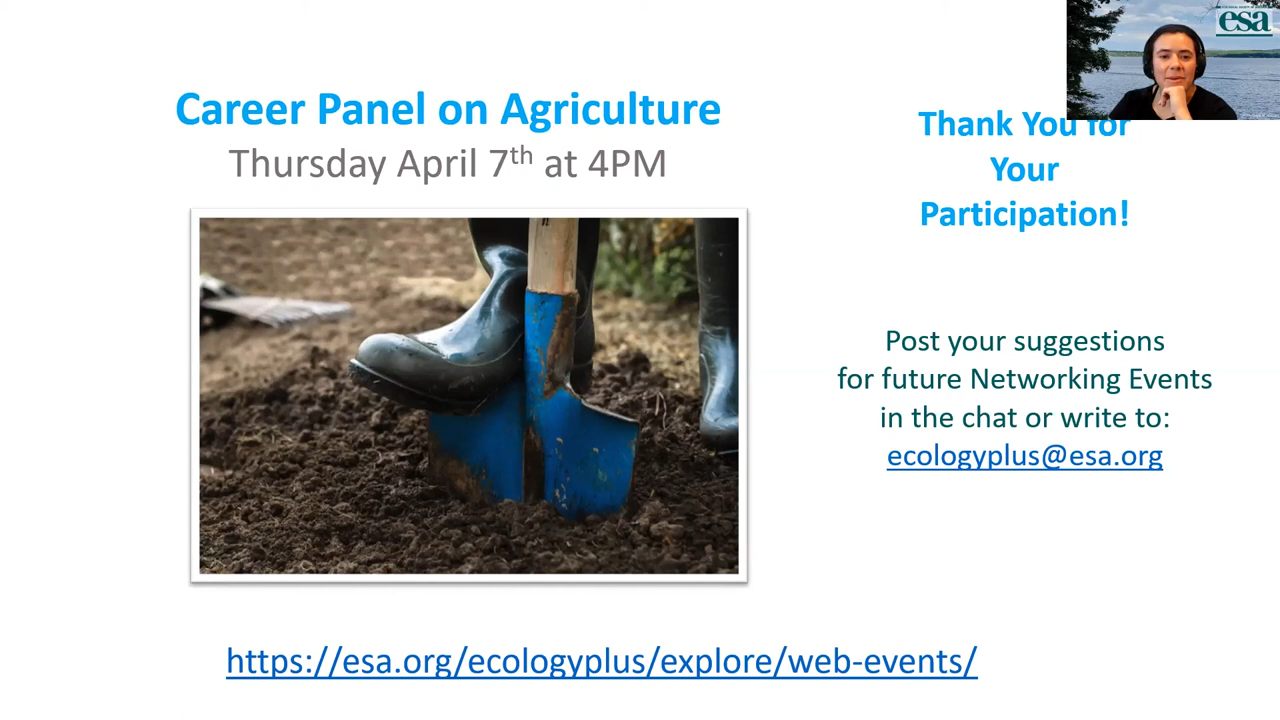 Career Panel on Agriculture
Thursday April 7th at 4PM
Thank You for
Your
Participation!
Post your suggestions
for future Networking Events
in the chat or write to:
ecologyplus@esa.org
https://esa.org/ecologyplus/explore/web-events/
esa